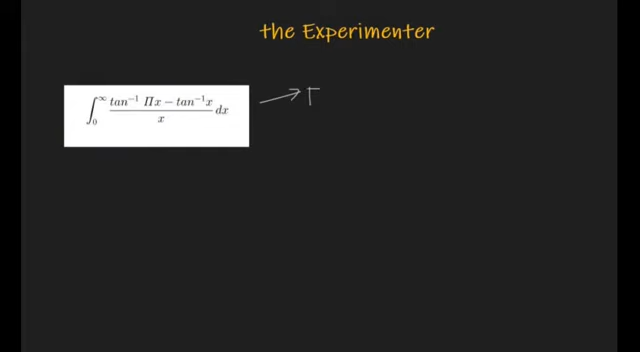 the Experimenter
∫₀^∞ (tan⁻¹ Πx − tan⁻¹x)/x dx